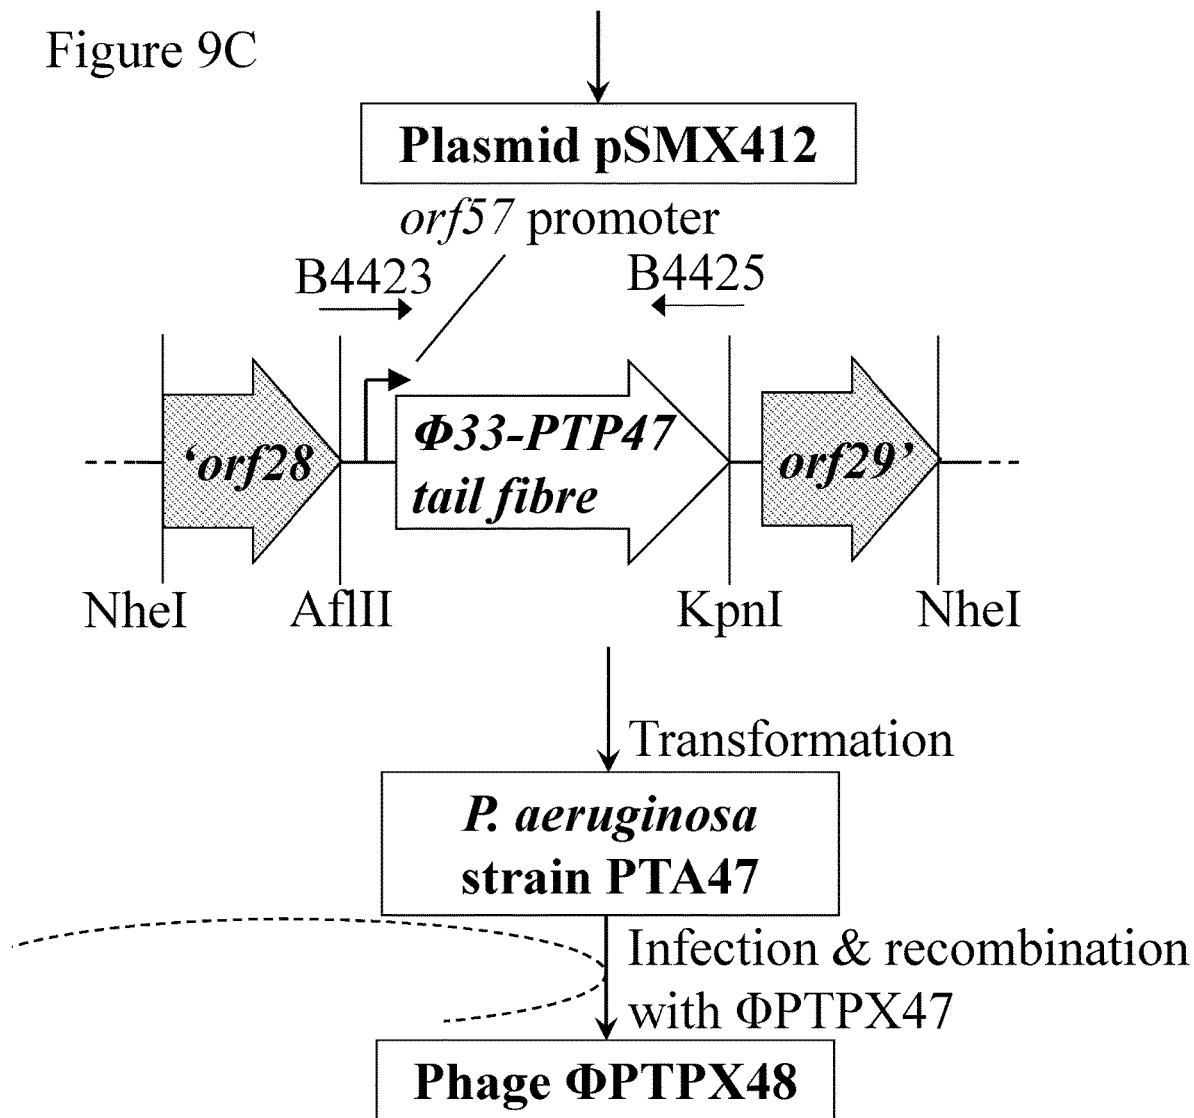 Figure 9C
Plasmid pSMX412
orf57 promoter
B4423
B4425
‘orf28
Φ33-PTP47
tail fibre
orf29’
NheI
AflII
KpnI
NheI
Transformation
P. aeruginosa
strain PTA47
Infection & recombination
with ΦPTPX47
Phage ΦPTPX48